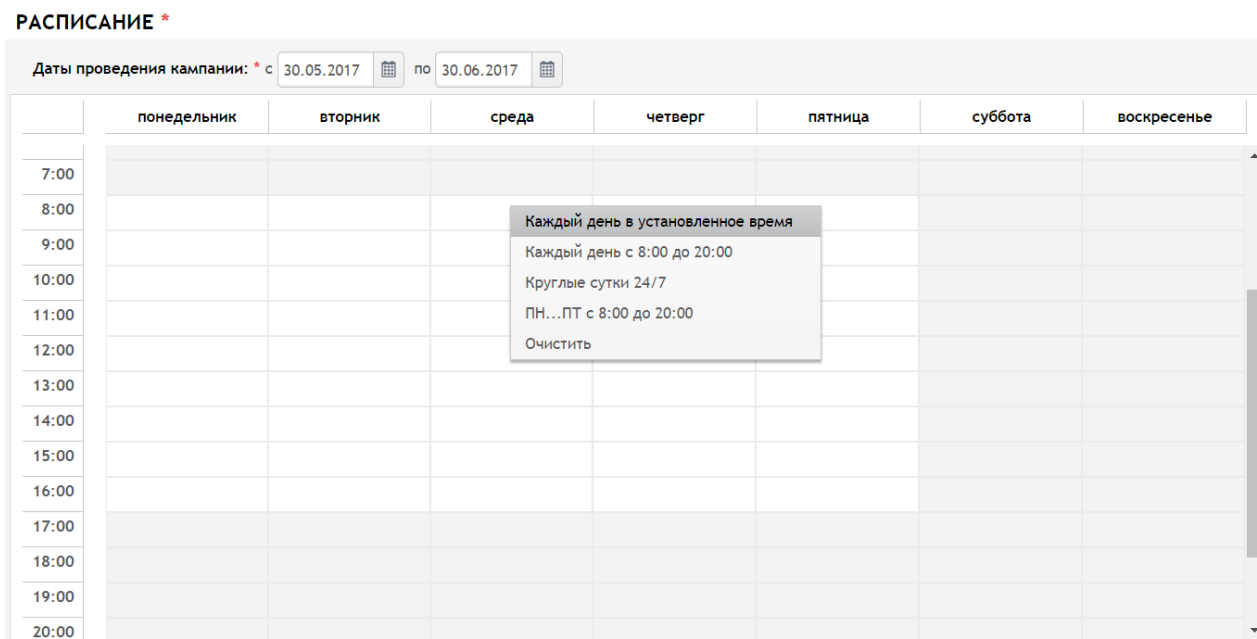 РАСПИСАНИЕ *
Даты проведения кампании: * с 30.05.2017 по 30.06.2017
понедельник вторник среда четверг пятница суббота воскресенье
7:00
8:00
Каждый день в установленное время
9:00
Каждый день с 8:00 до 20:00
10:00
Круглые сутки 24/7
11:00
ПН...ПТ с 8:00 до 20:00
12:00
Очистить
13:00
14:00
15:00
16:00
17:00
18:00
19:00
20:00